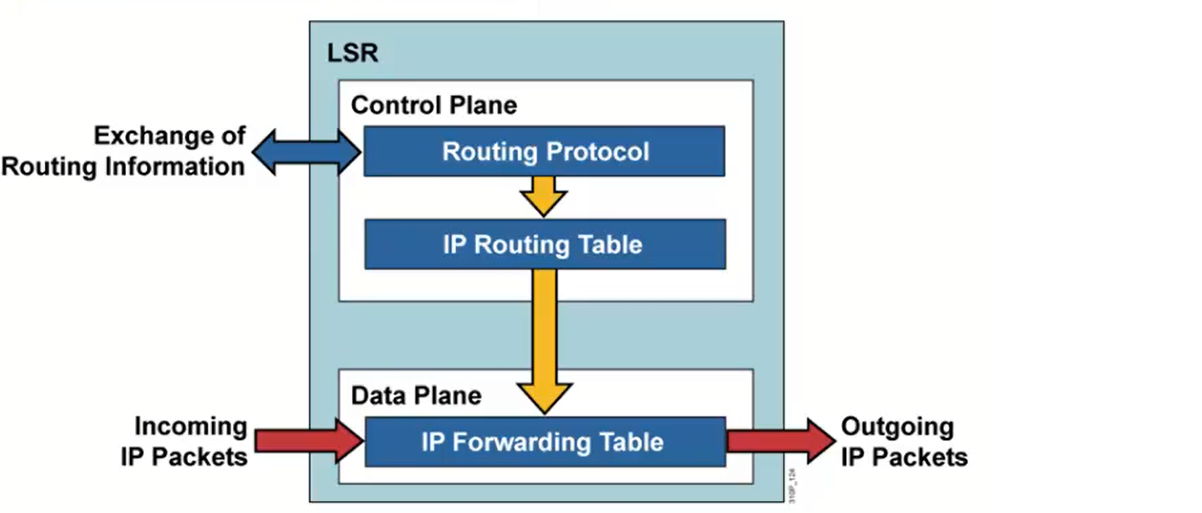 LSR
Control Plane
Exchange of
Routing Information
Routing Protocol
IP Routing Table
Data Plane
Incoming
IP Packets
IP Forwarding Table
Outgoing
IP Packets
310P_124